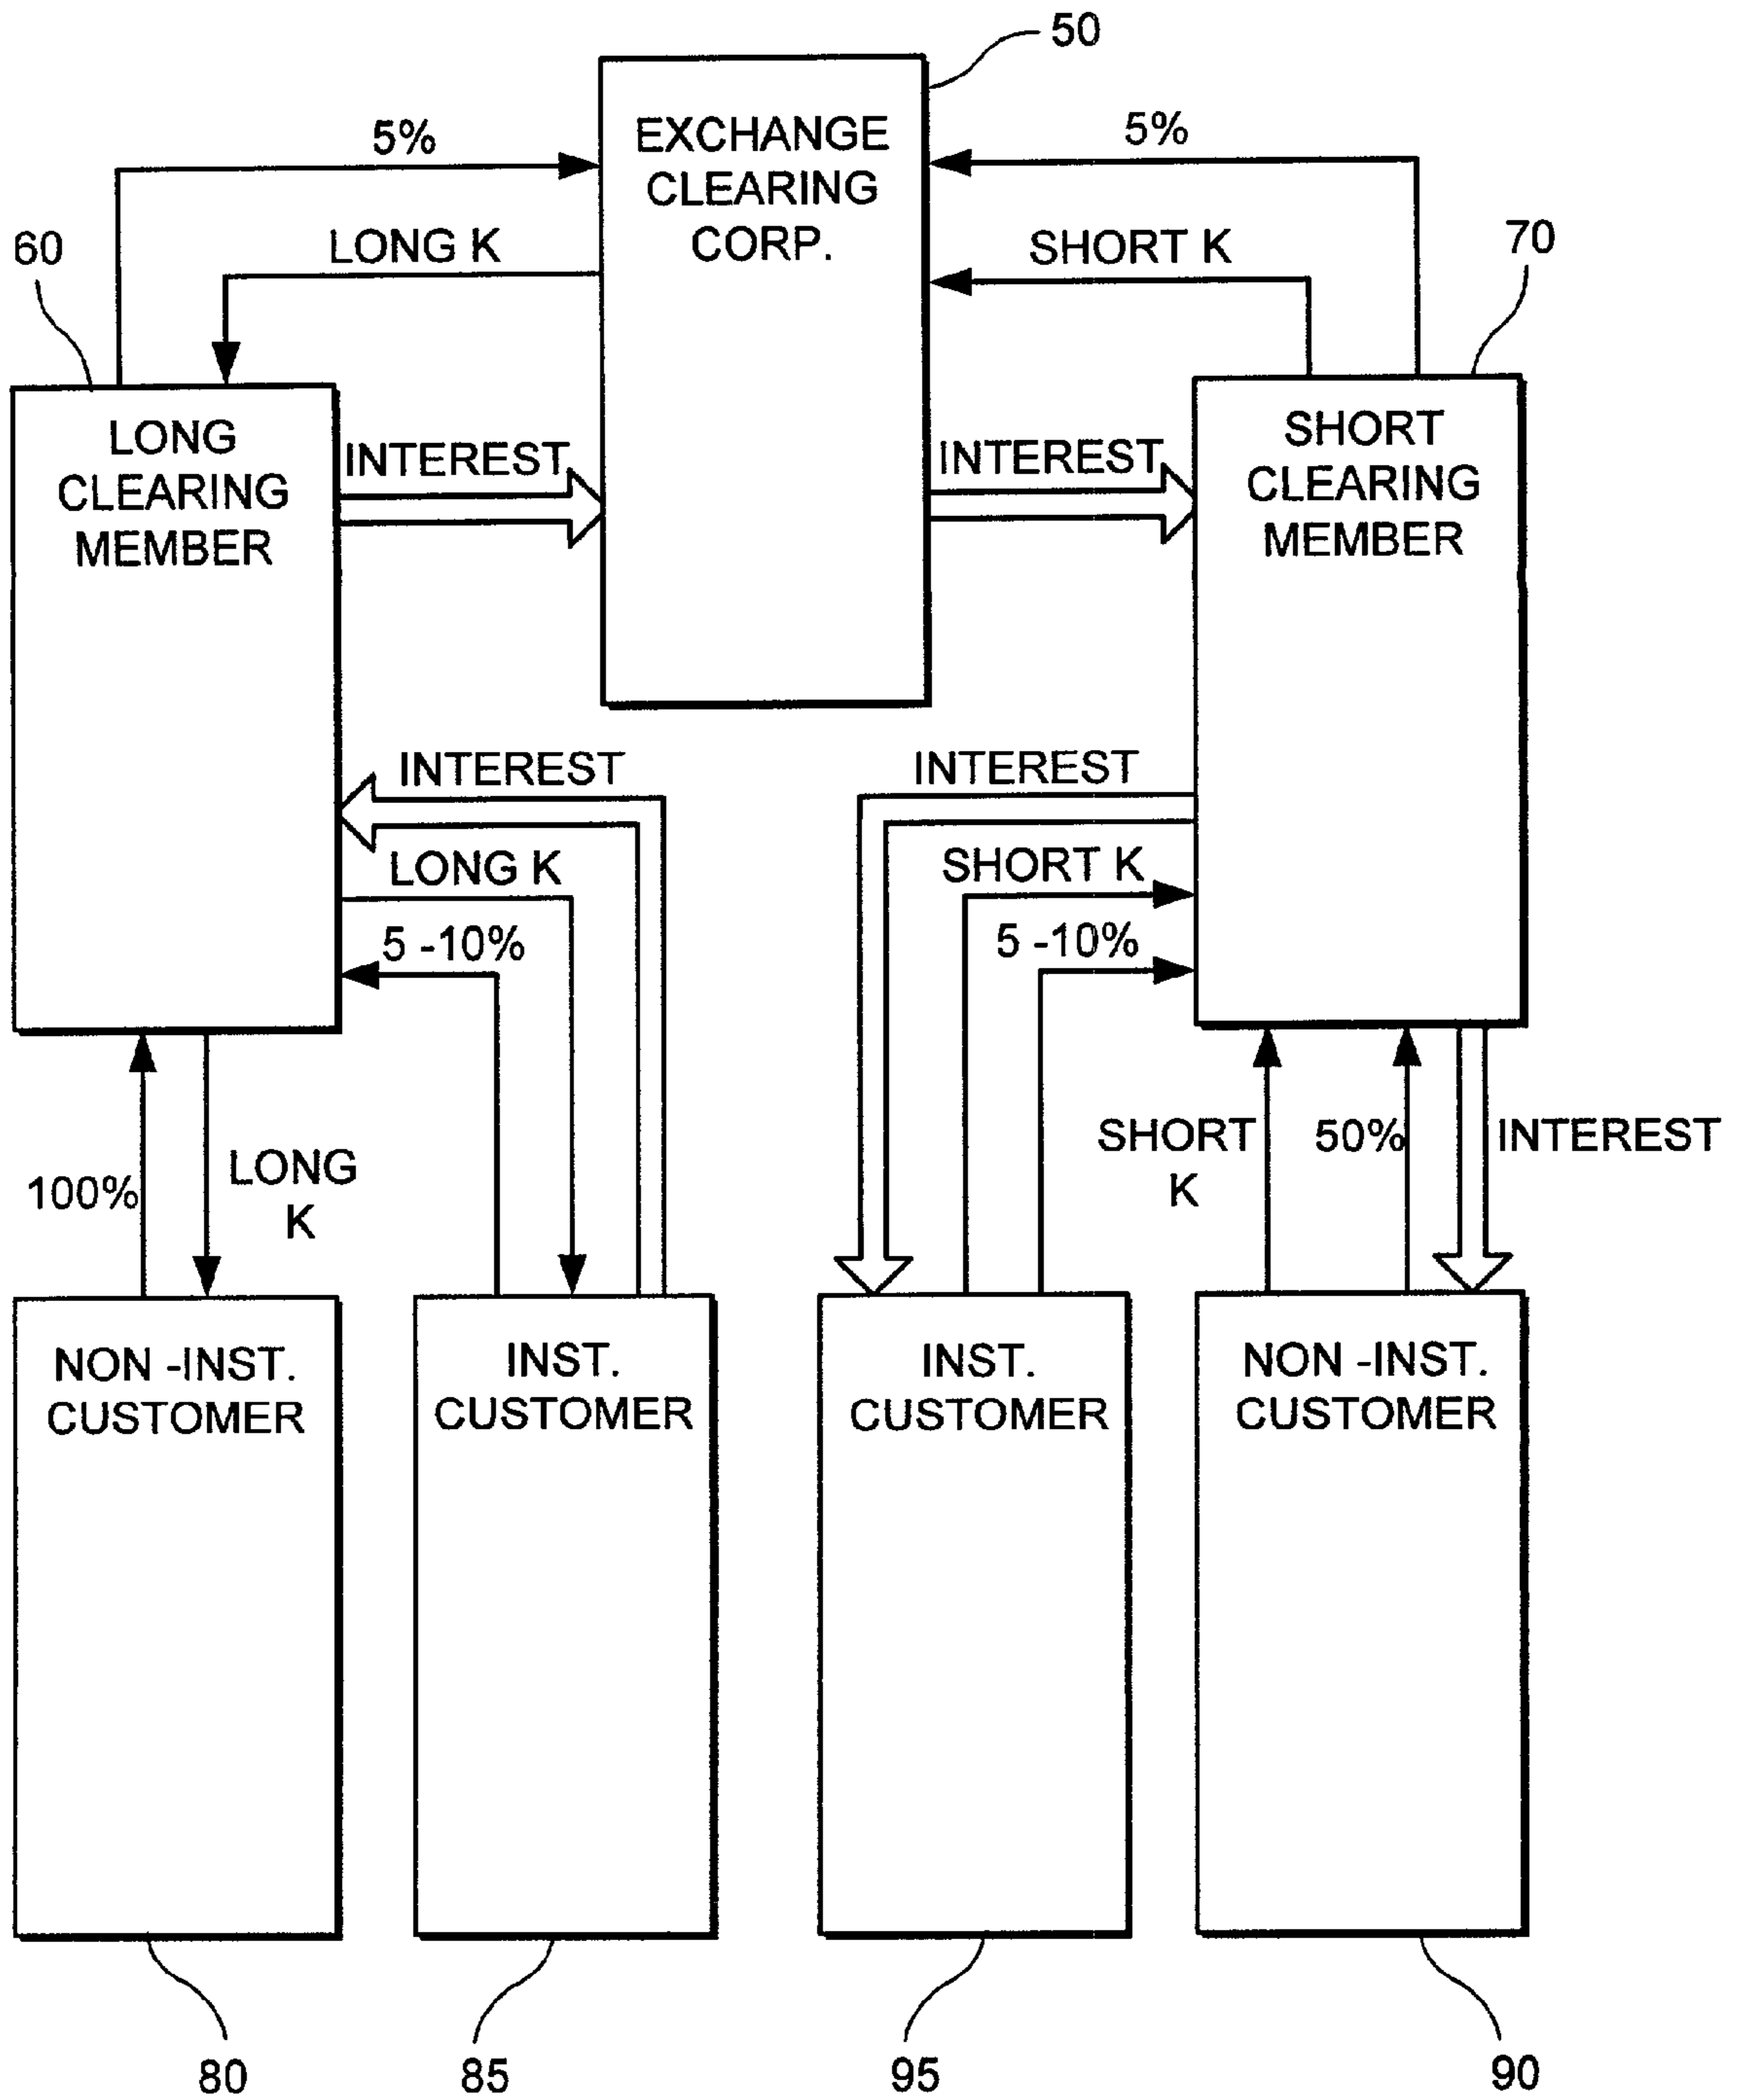 50
5%
EXCHANGE
CLEARING
CORP.
5%
60
LONG K
SHORT K
70
LONG
CLEARING
MEMBER
INTEREST
INTEREST
SHORT
CLEARING
MEMBER
INTEREST
INTEREST
LONG K
SHORT K
5 -10%
5 -10%
100%
LONG
K
SHORT
K
50%
INTEREST
NON -INST.
CUSTOMER
INST.
CUSTOMER
INST.
CUSTOMER
NON -INST.
CUSTOMER
80
85
95
90